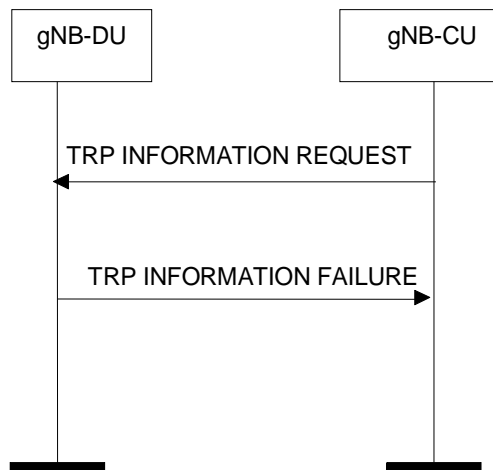 gNB-DU
gNB-CU
TRP INFORMATION REQUEST
TRP INFORMATION FAILURE